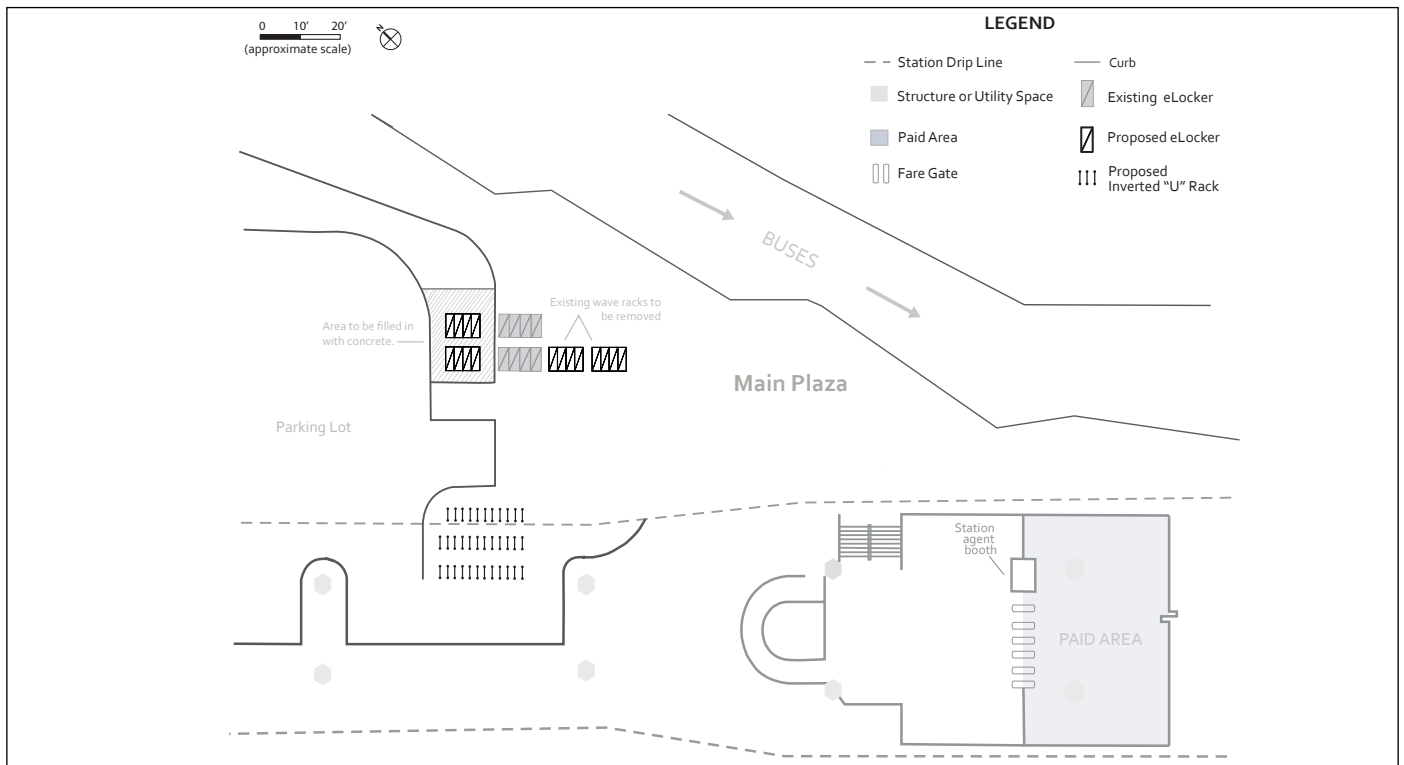 0 10' 20'
(approximate scale)
N
LEGEND
Station Drip Line
Structure or Utility Space
Paid Area
Fare Gate
Curb
Existing eLocker
Proposed eLocker
Proposed
Inverted “U” Rack
BUSES
Existing wave racks to
be removed
Area to be filled in
with concrete.
Main Plaza
Parking Lot
Station
agent
booth
PAID AREA